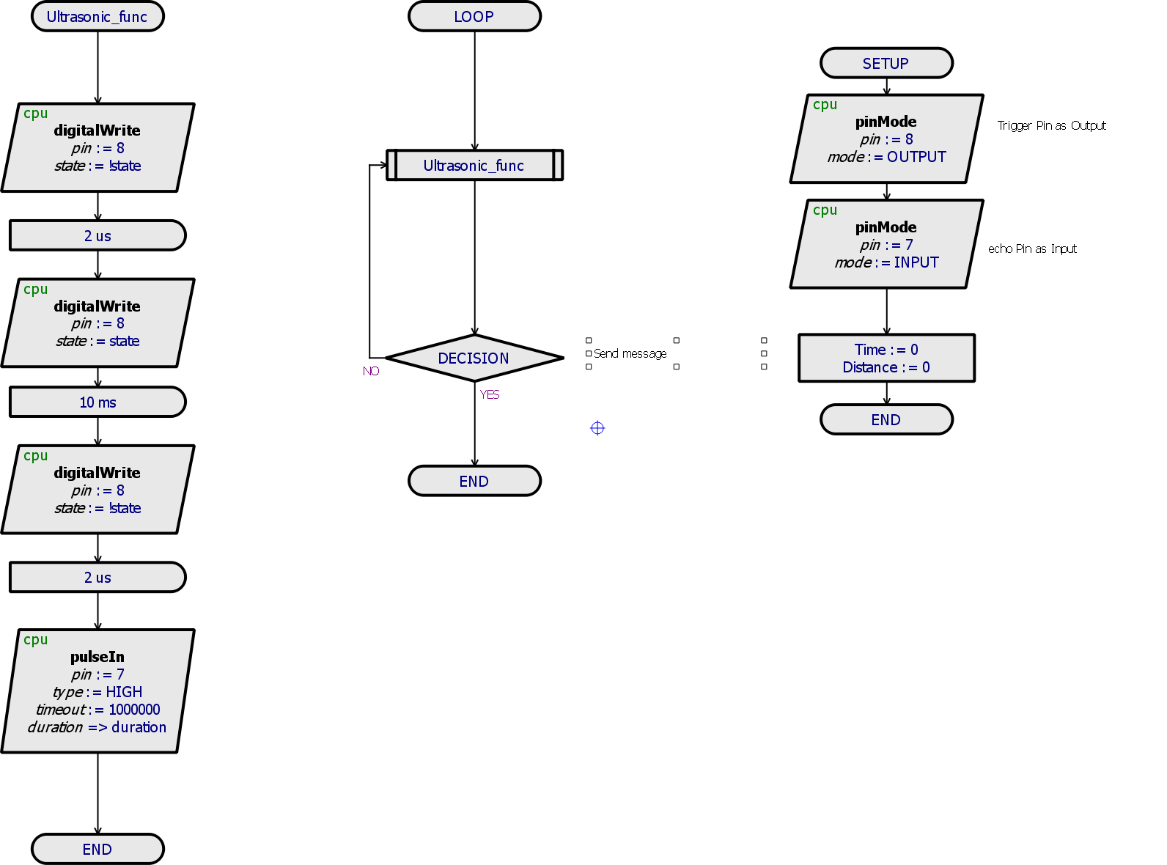 Ultrasonic_func
cpu
digitalWrite
pin := 8
state := !state
2 us
cpu
digitalWrite
pin := 8
state := state
10 ms
cpu
digitalWrite
pin := 8
state := !state
2 us
cpu
pulseIn
pin := 7
type := HIGH
timeout := 1000000
duration => duration
END
LOOP
Ultrasonic_func
DECISION
NO
YES
END
Send message
SETUP
cpu
pinMode
pin := 8
mode := OUTPUT
Trigger Pin as Output
cpu
pinMode
pin := 7
mode := INPUT
echo Pin as Input
Time := 0
Distance := 0
END